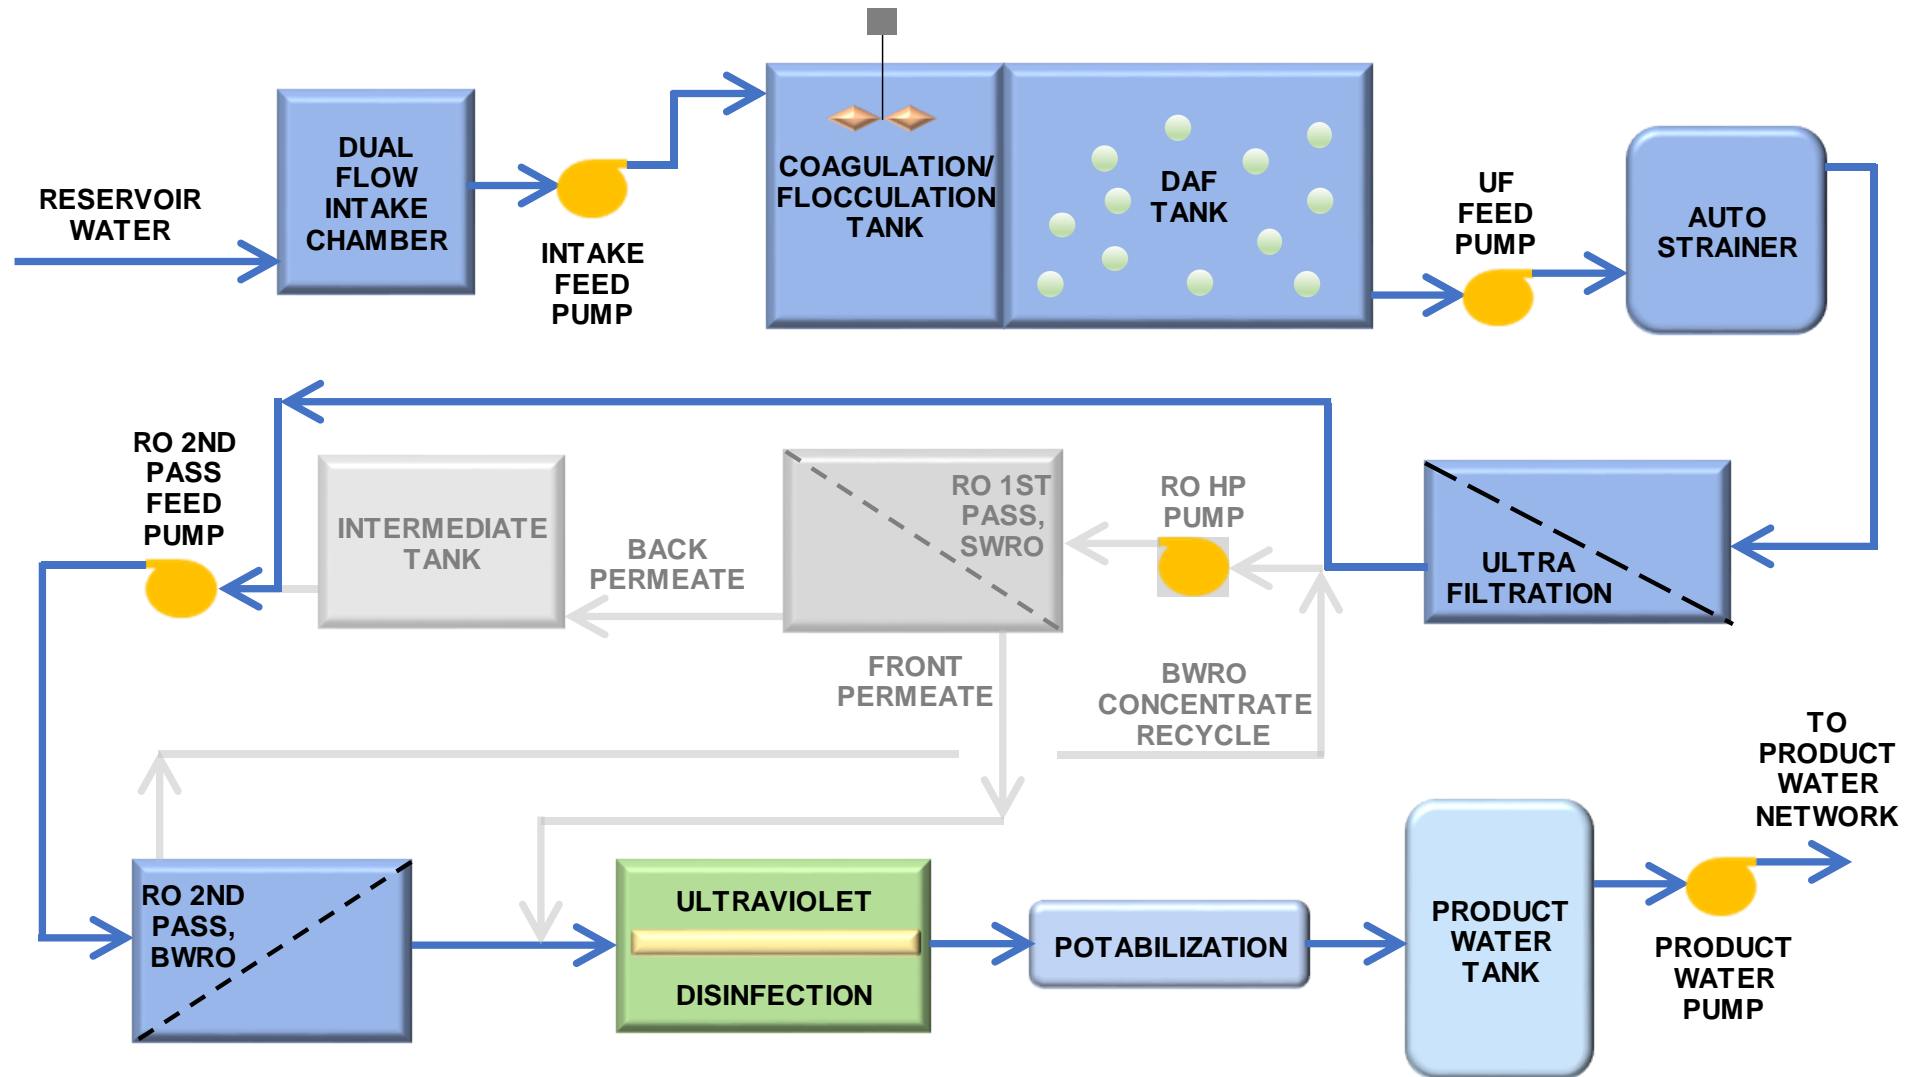 RESERVOIR
WATER
DUAL
FLOW
INTAKE
CHAMBER
INTAKE
FEED
PUMP
COAGULATION/
FLOCCULATION
TANK
DAF
TANK
UF
FEED
PUMP
AUTO
STRAINER
RO 2ND
PASS
FEED
PUMP
INTERMEDIATE
TANK
BACK
PERMEATE
RO 1ST
PASS,
SWRO
RO HP
PUMP
ULTRA
FILTRATION
FRONT
PERMEATE
BWRO
CONCENTRATE
RECYCLE
TO
PRODUCT
WATER
NETWORK
RO 2ND
PASS,
BWRO
ULTRAVIOLET
DISINFECTION
POTABILIZATION
PRODUCT
WATER
TANK
PRODUCT
WATER
PUMP